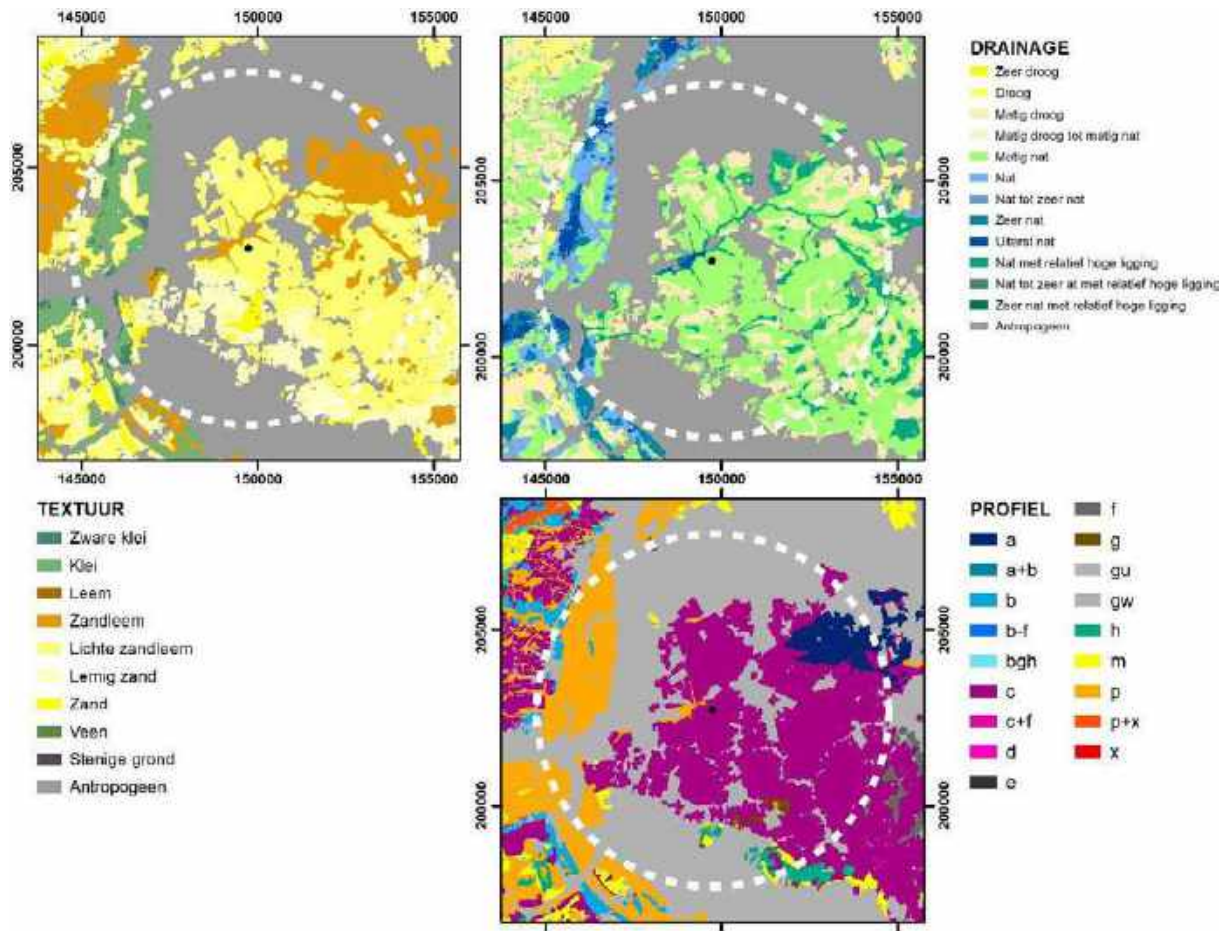 145000 150000 155000
145000 150000 155000
205000
200000
205000
200000
145000 150000 155000
145000 150000 155000
DRAINAGE
Zeer droog
Droog
Matig droog
Matig droog tot matig nat
Matig nat
Nat
Nat tot zeer nat
Zeer nat
Uiterst nat
Nat met relatief hoge ligging
Nat tot zeer at met relatief hoge ligging
Zeer nat met relatief hoge ligging
Antropogeen
TEXTUUR
Zware klei
Klei
Leem
Zandleem
Lichte zandleem
Lemig zand
Zand
Veen
Stenige grond
Antropogeen
205000
200000
PROFIEL
a
a+b
b
b-f
bgh
c
c+f
d
e
f
g
gu
gw
h
m
p
p+x
x